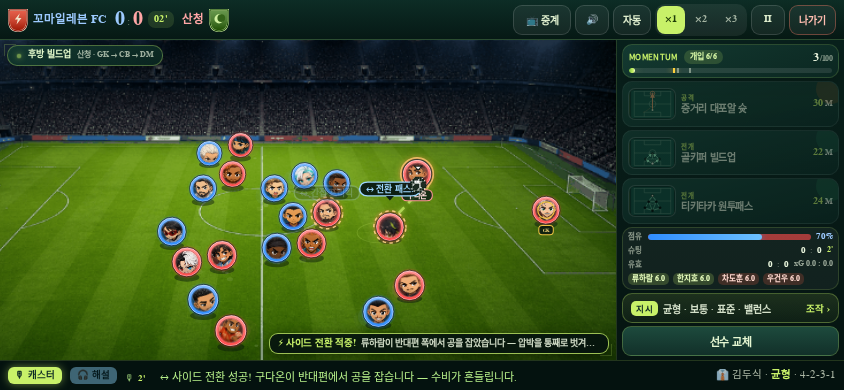 꼬마일레븐 FC 0 : 0 02' 산청
중계 자동 ×1 ×2 ×3 II 나가기
후방 빌드업 산청 · GK→CB→DM
MOMENTUM 개입 6/6 3/100
공격
중거리 대포알 슛 30 M
전개
골키퍼 빌드업 22 M
전개
티키타카 원투패스 24 M
↔ 전환 패스
GK
점유 70%
슈팅 0 : 0 2'
유효 0 : 0 xG 0.0 : 0.0
류하람 6.0 한지호 6.0 차도훈 6.0 우건우 6.0
지시 균형 · 보통 · 표준 · 밸런스 조작 ›
선수 교체
⚡ 사이드 전환 적중! 류하람이 반대편 폭에서 공을 잡았습니다 — 압박을 통째로 벗겨…
캐스터 해설 2' ↔ 사이드 전환 성공! 구다온이 반대편에서 공을 잡습니다 — 수비가 흔들립니다.
김두식 · 균형 · 4-2-3-1